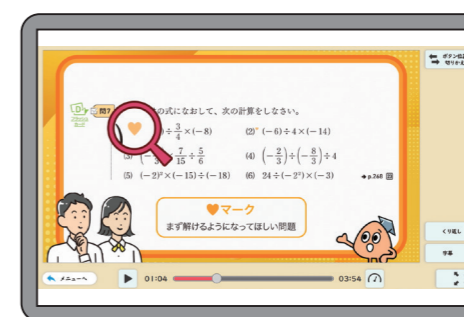 ボタン位置
切りかえ
D
問7
の式になおして、次の計算をしなさい。
)÷3/4×(−8)
(2) (−6)÷4×(−14)
(3) (− 7/15÷5/6
(4) (−2/3)÷(−8/3)÷4
(5) (−2)²×(−15)÷(−18)
(6) 24÷(−2²)×(−3)
→p.268
マーク
まず解けるようになってほしい問題
くり返し
字幕
メニューへ
01:04
03:54